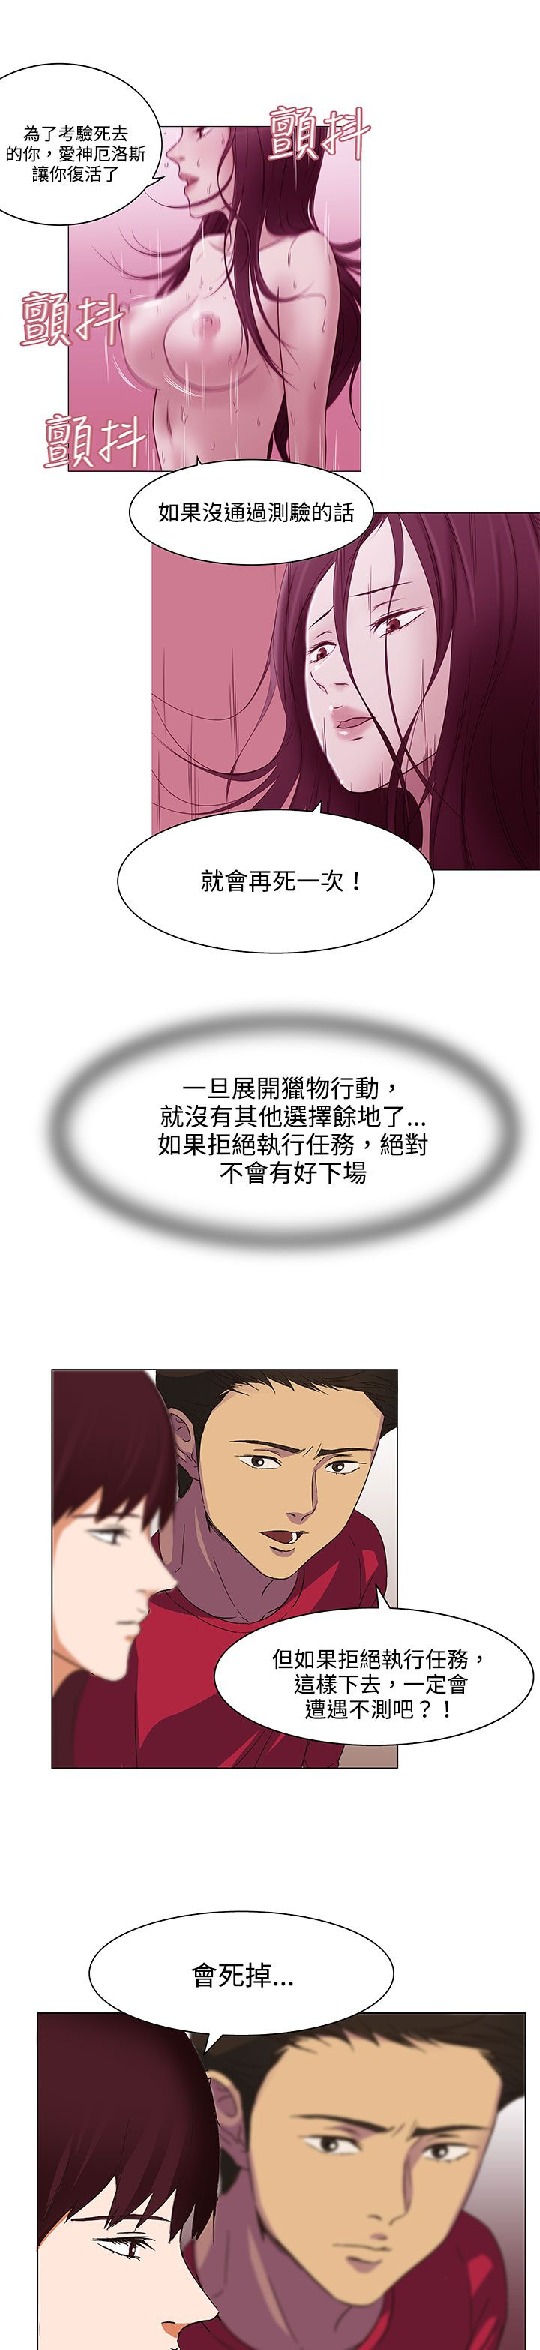 為了考驗死去
的你，愛神厄洛斯
讓你復活了
顫抖
顫抖
顫抖
如果沒通過測驗的話
就會再死一次！
一旦展開獵物行動，
就沒有其他選擇餘地了...
如果拒絕執行任務，絕對
不會有好下場
但如果拒絕執行任務，
這樣下去，一定會
遭遇不測吧？！
會死掉...